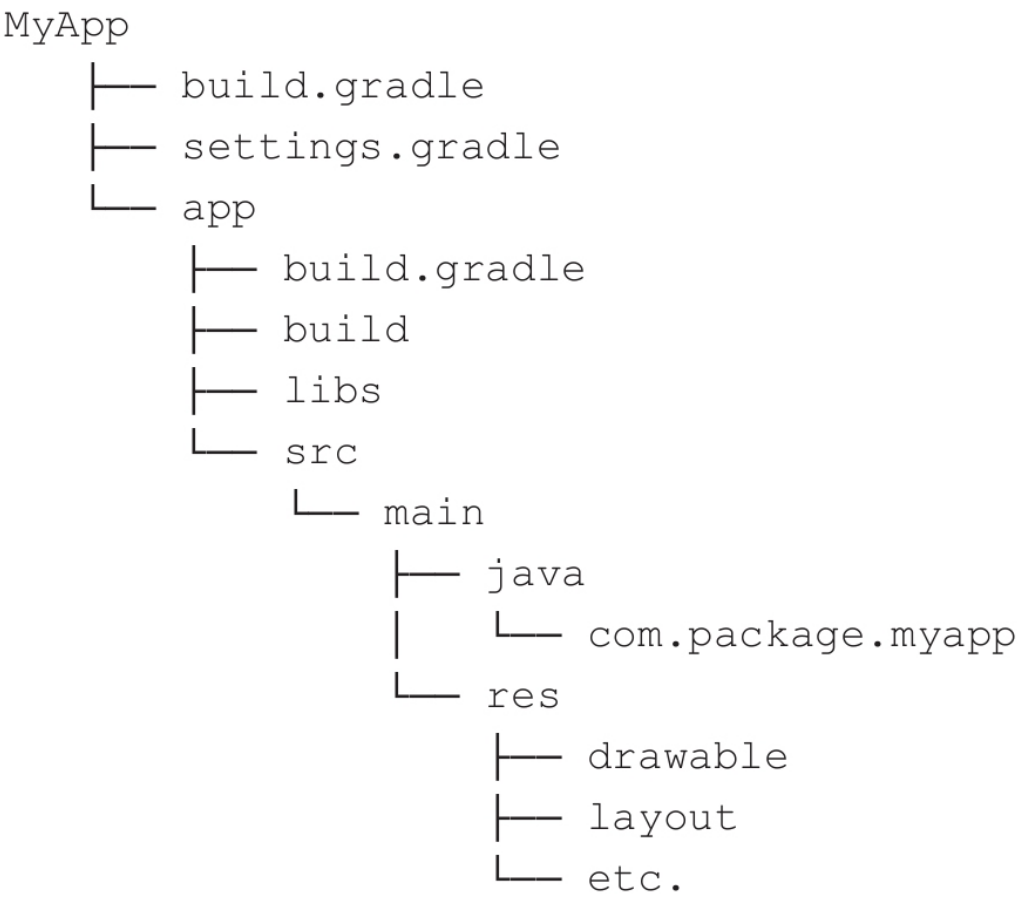 MyApp
├── build.gradle
├── settings.gradle
└── app
    ├── build.gradle
    ├── build
    ├── libs
    └── src
        └── main
            ├── java
            │   └── com.package.myapp
            └── res
                ├── drawable
                ├── layout
                └── etc.